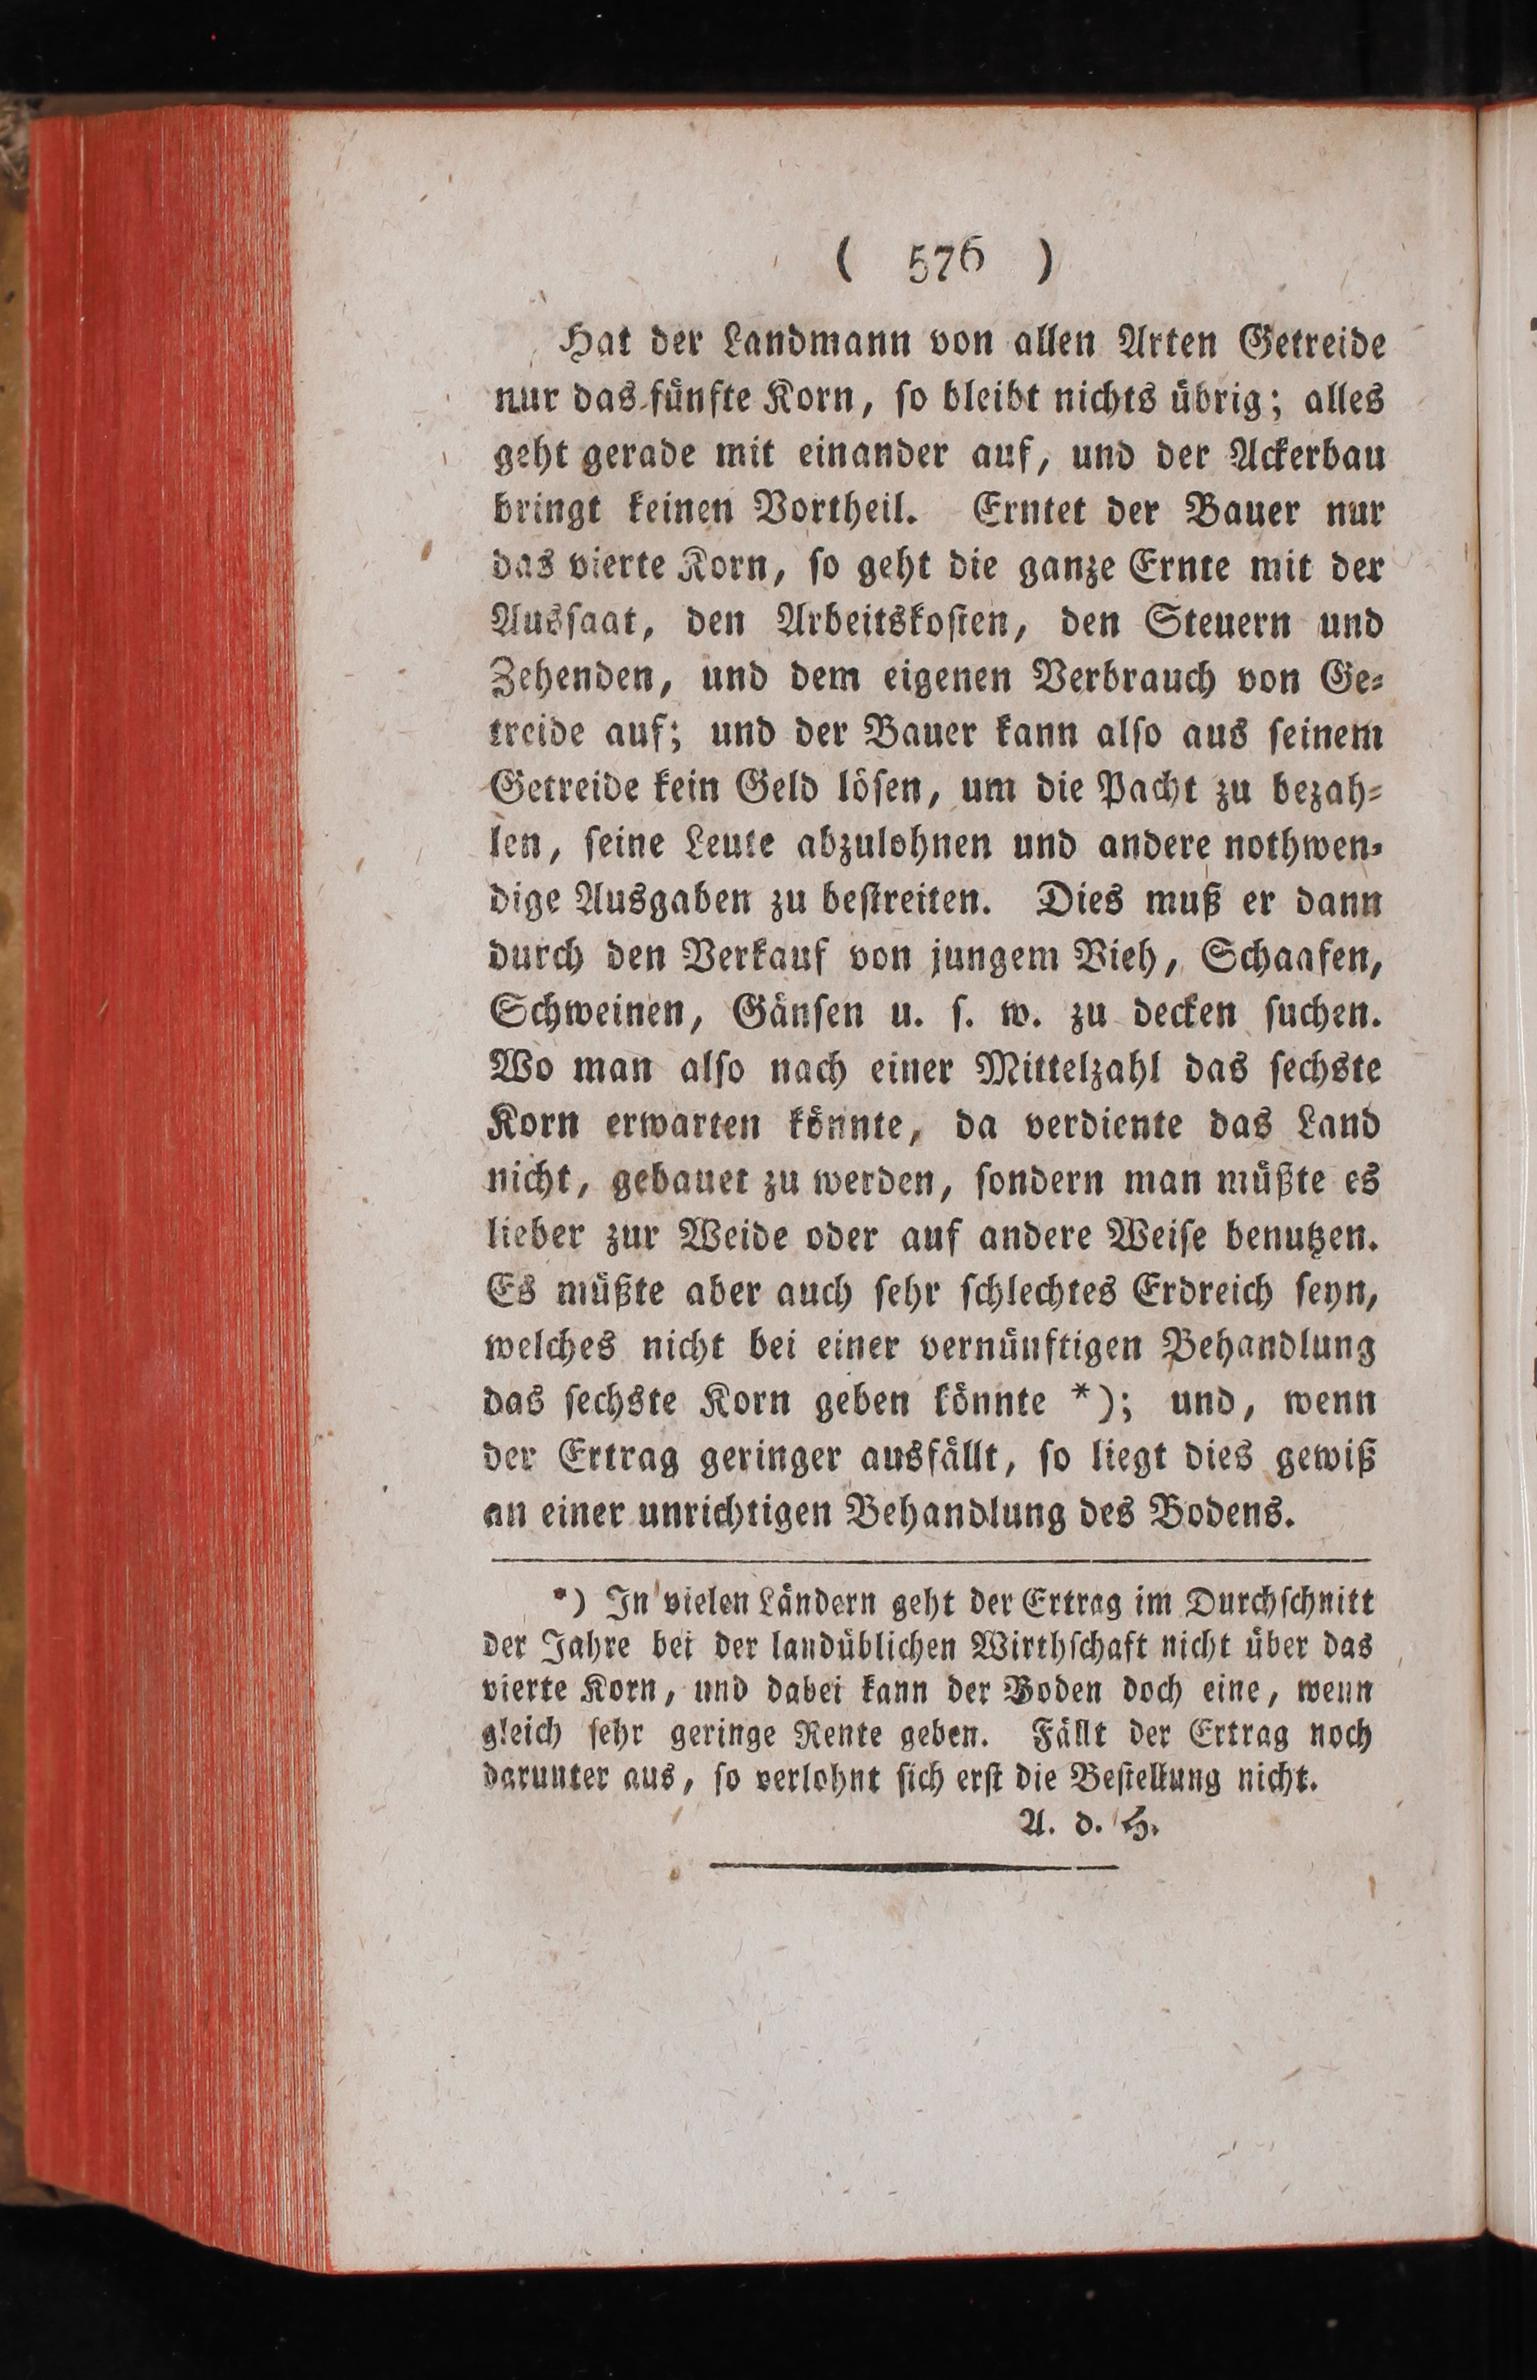 ( 576 )
Hat der Landmann von allen Arten Getreide
nur das fünfte Korn, ſo bleibt nichts übrig; alles
geht gerade mit einander auf, und der Ackerbau
bringt keinen Vortheil. Erntet der Bauer nur
das vierte Korn, ſo geht die ganze Ernte mit der
Ausſaat, den Arbeitskoſten, den Steuern und
Zehenden, und dem eigenen Verbrauch von Ge⸗
treide auf; und der Bauer kann alſo aus ſeinem
Getreide kein Geld löſen, um die Pacht zu bezah⸗
len, ſeine Leute abzulohnen und andere nothwen⸗
dige Ausgaben zu beſtreiten. Dies muß er dann
durch den Verkauf von jungem Vieh, Schaafen,
Schweinen, Gänſen u. ſ. w. zu decken ſuchen.
Wo man alſo nach einer Mittelzahl das ſechste
Korn erwarten könnte, da verdiente das Land
nicht, gebauet zu werden, ſondern man müßte es
lieber zur Weide oder auf andere Weiſe benutzen.
Es müßte aber auch ſehr ſchlechtes Erdreich ſeyn,
welches nicht bei einer vernünftigen Behandlung
das ſechste Korn geben könnte *); und, wenn
der Ertrag geringer ausfällt, ſo liegt dies gewiß
an einer unrichtigen Behandlung des Bodens.
*) In vielen Ländern geht der Ertrag im Durchſchnitt
der Jahre bei der landüblichen Wirthſchaft nicht über das
vierte Korn, und dabei kann der Boden doch eine, wenn
gleich ſehr geringe Rente geben. Fällt der Ertrag noch
darunter aus, ſo verlohnt ſich erſt die Beſtellung nicht.
A. d. H.